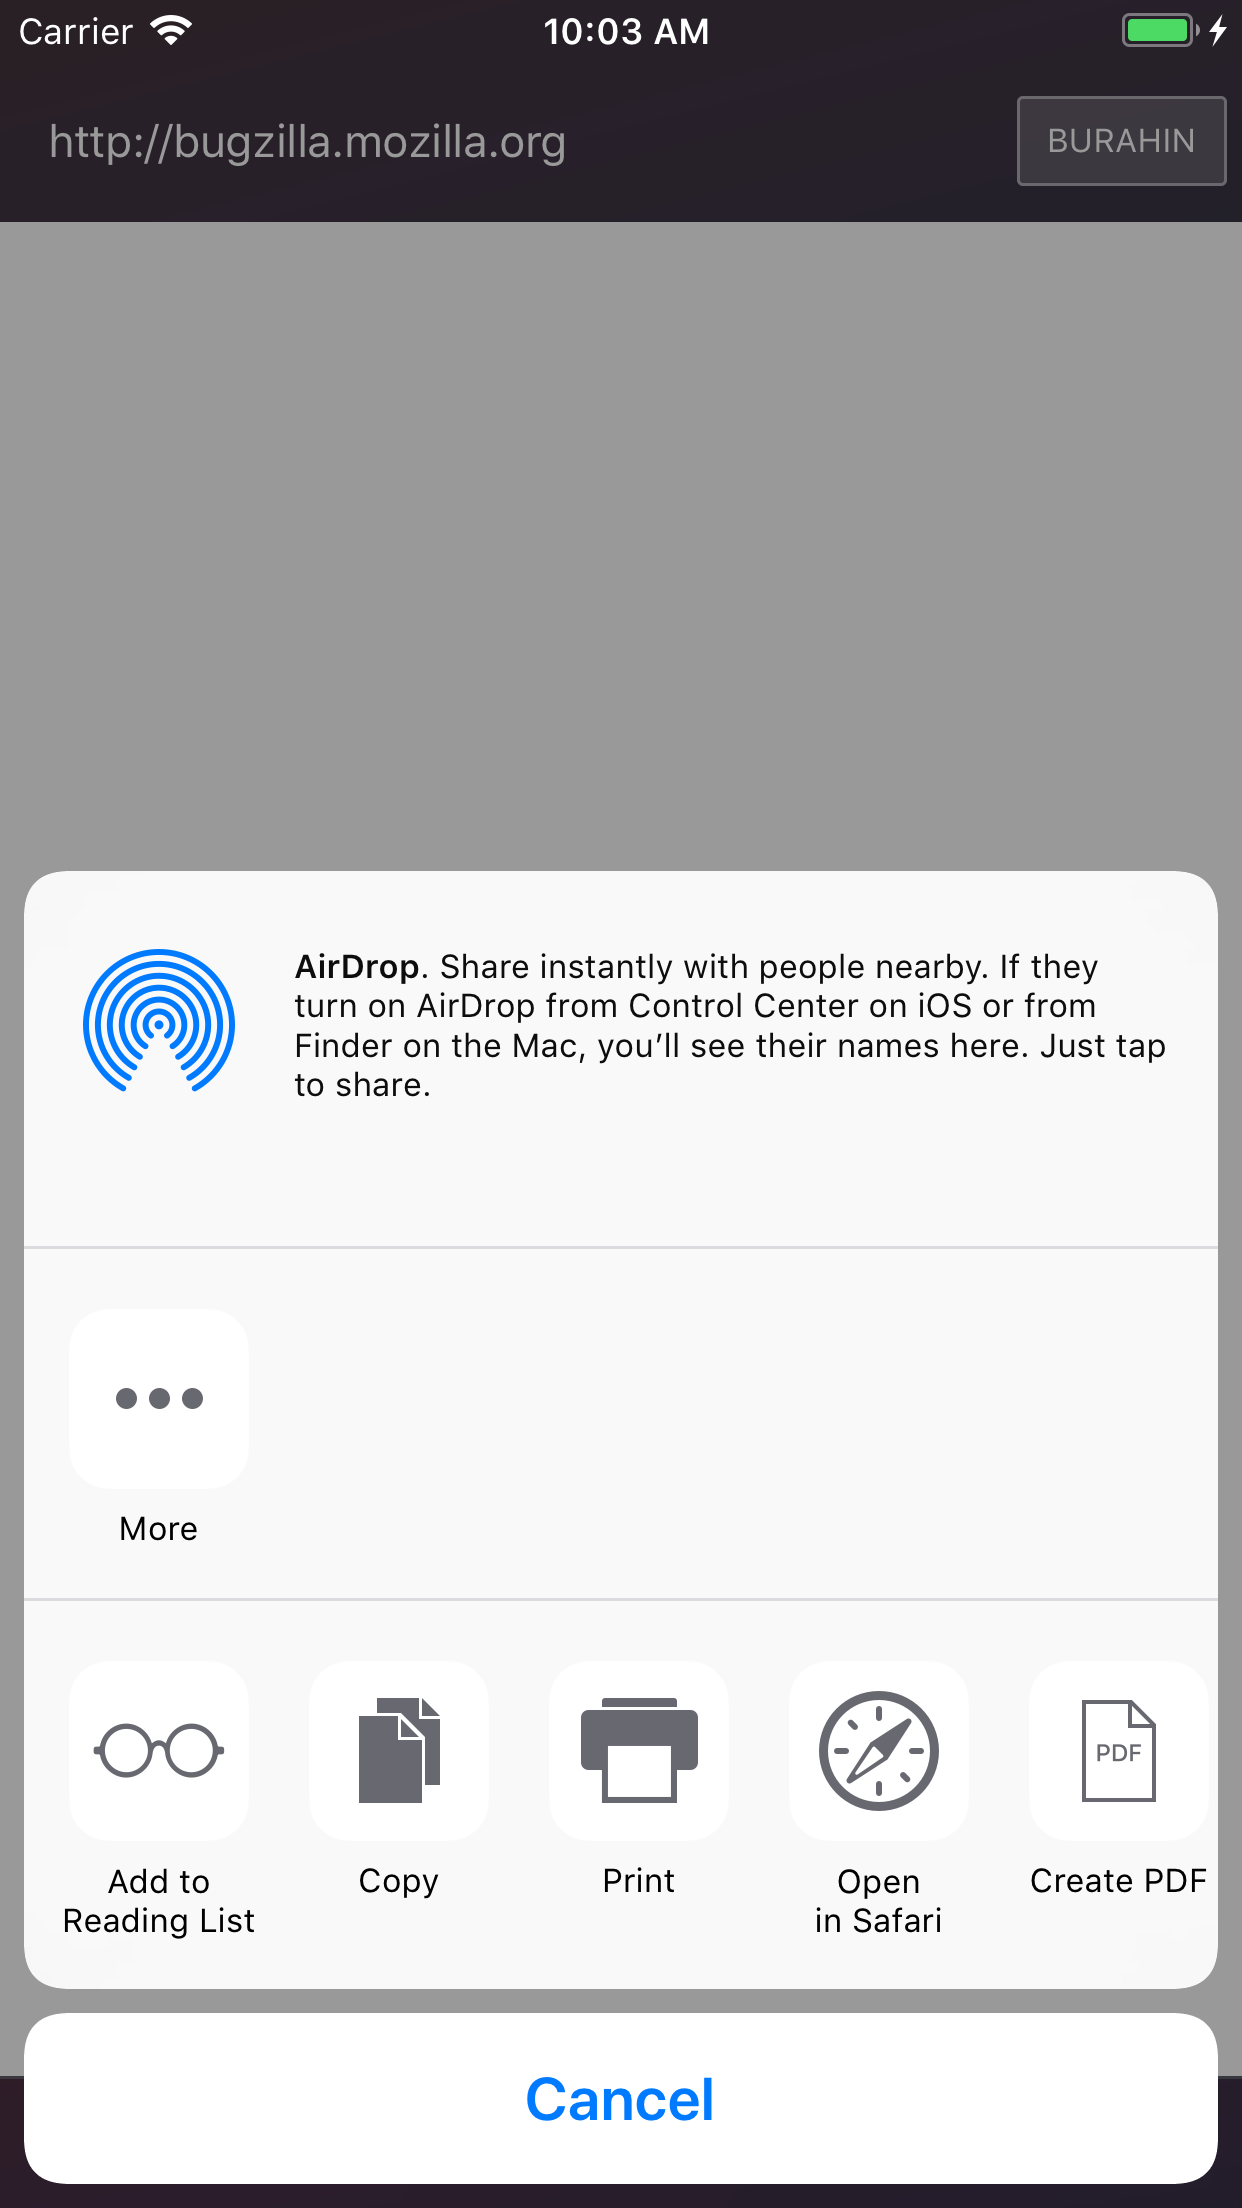 Carrier
10:03 AM
http://bugzilla.mozilla.org
BURAHIN
AirDrop. Share instantly with people nearby. If they
turn on AirDrop from Control Center on iOS or from
Finder on the Mac, you’ll see their names here. Just tap
to share.
More
Add to
Reading List
Copy
Print
Open
in Safari
PDF
Create PDF
Cancel